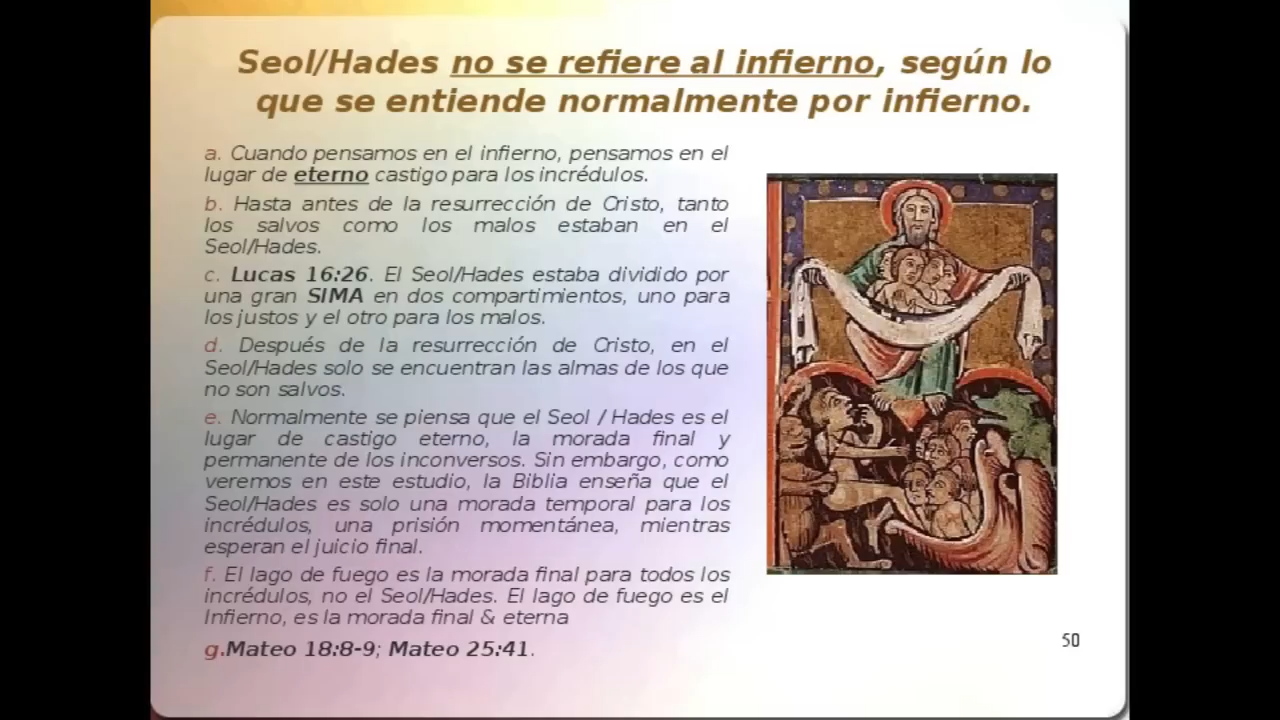 Seol/Hades no se refiere al infierno, según lo
que se entiende normalmente por infierno.
a. Cuando pensamos en el infierno, pensamos en el
lugar de eterno castigo para los incrédulos.
b. Hasta antes de la resurrección de Cristo, tanto
los salvos como los malos estaban en el
Seol/Hades.
c. Lucas 16:26. El Seol/Hades estaba dividido por
una gran SIMA en dos compartimientos, uno para
los justos y el otro para los malos.
d. Después de la resurrección de Cristo, en el
Seol/Hades solo se encuentran las almas de los que
no son salvos.
e. Normalmente se piensa que el Seol / Hades es el
lugar de castigo eterno, la morada final y
permanente de los inconversos. Sin embargo, como
veremos en este estudio, la Biblia enseña que el
Seol/Hades es solo una morada temporal para los
incrédulos, una prisión momentánea, mientras
esperan el juicio final.
f. El lago de fuego es la morada final para todos los
incrédulos, no el Seol/Hades. El lago de fuego es el
Infierno, es la morada final & eterna
g.Mateo 18:8-9; Mateo 25:41.
50